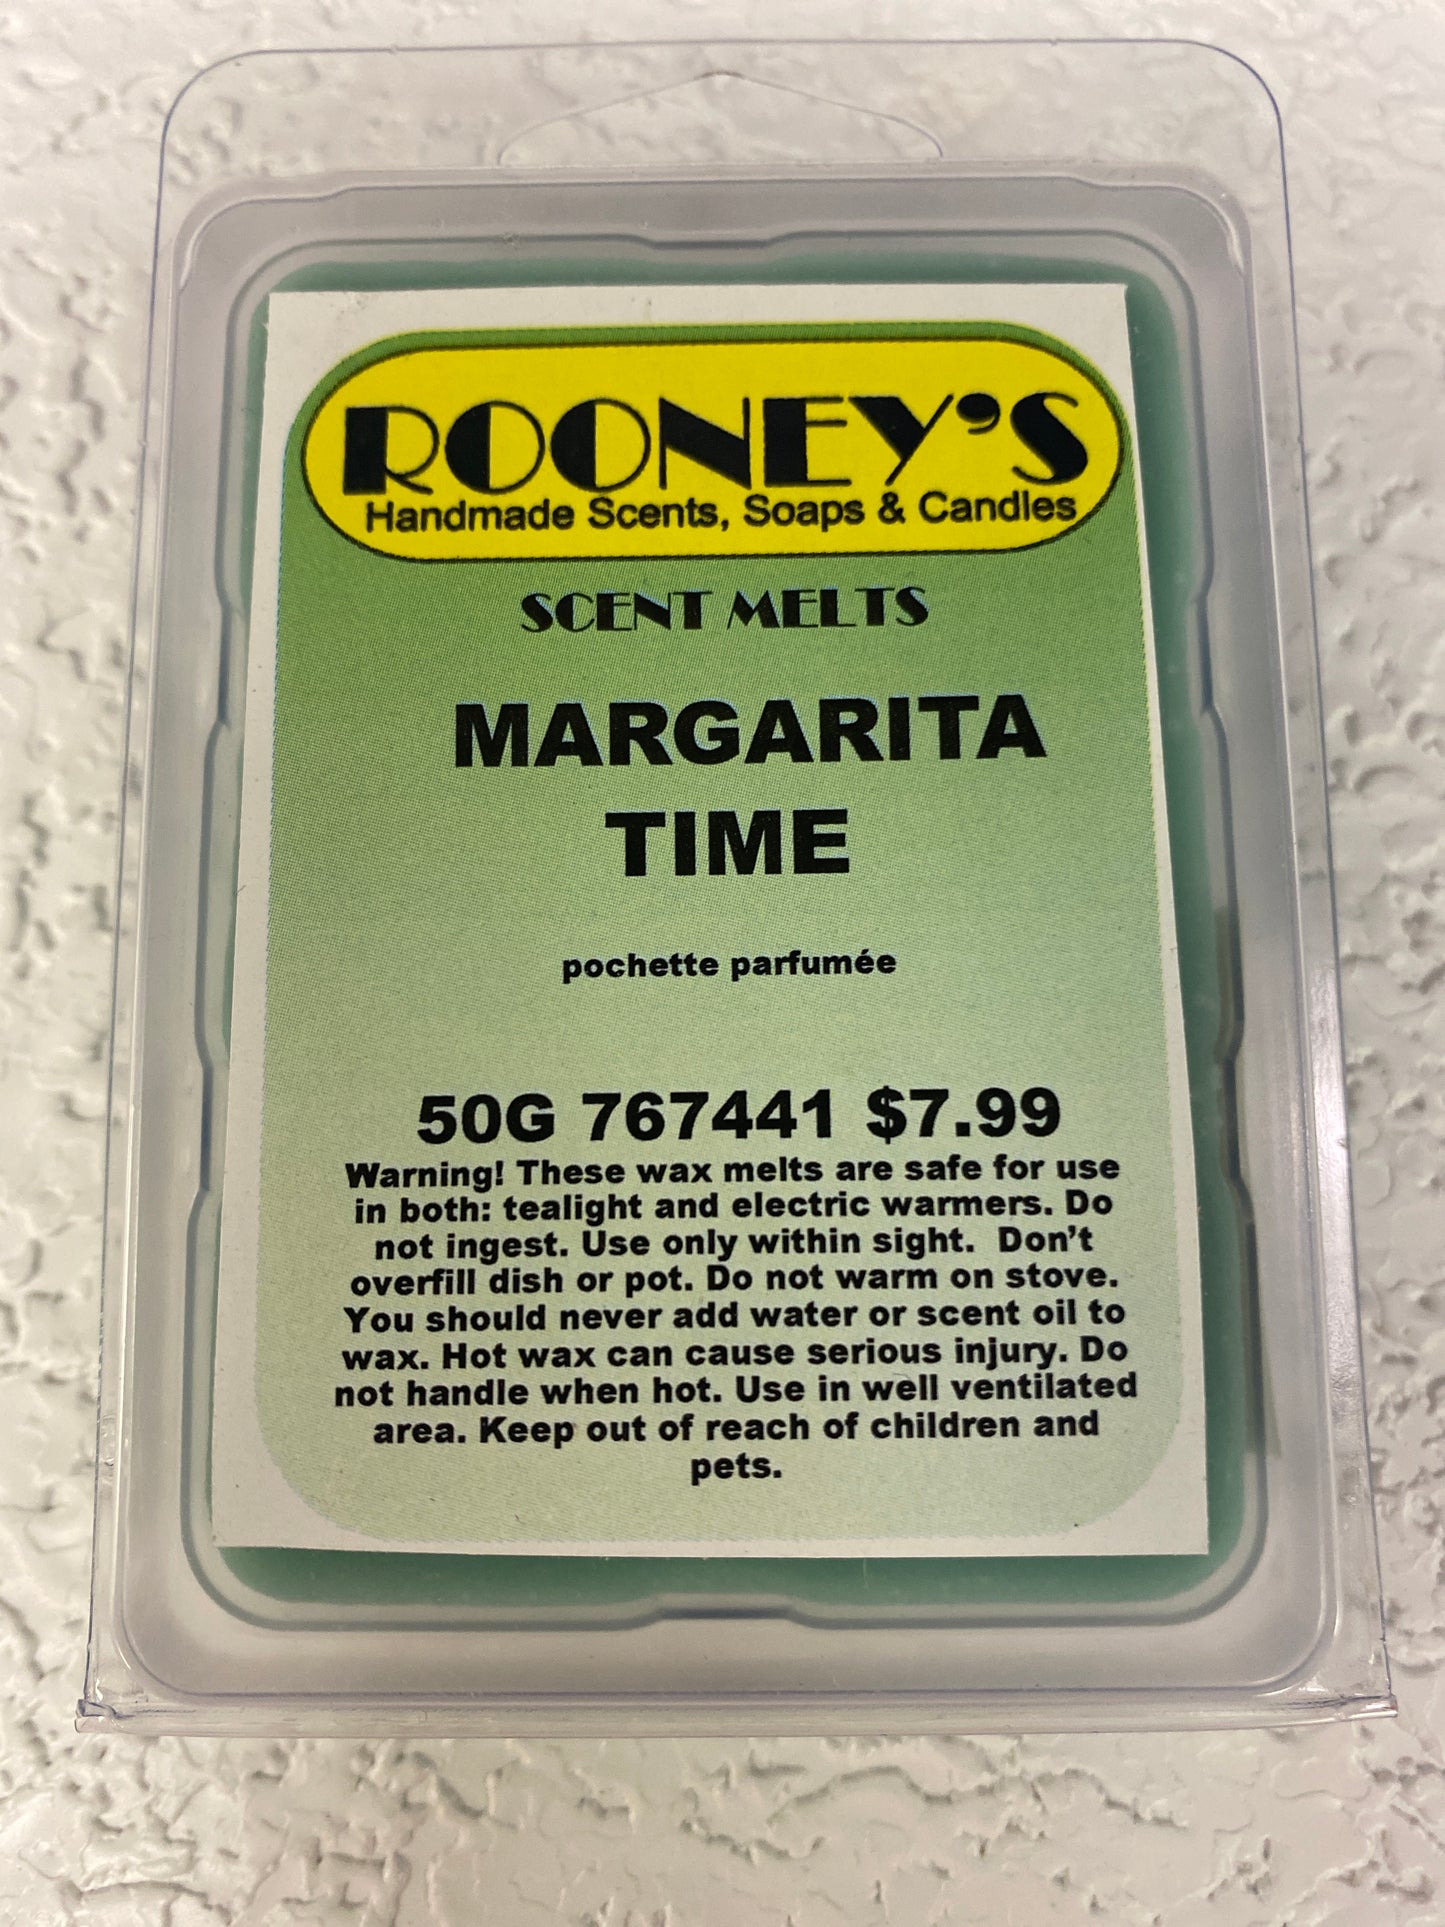 ROONEY'S
Handmade Scents, Soaps & Candles
SCENT MELTS
MARGARITA
TIME
pochette parfumée
50G 767441 $7.99
Warning! These wax melts are safe for use
in both: tealight and electric warmers. Do
not ingest. Use only within sight.  Don't
overfill dish or pot. Do not warm on stove.
You should never add water or scent oil to
wax. Hot wax can cause serious injury. Do
not handle when hot. Use in well ventilated
area. Keep out of reach of children and
pets.